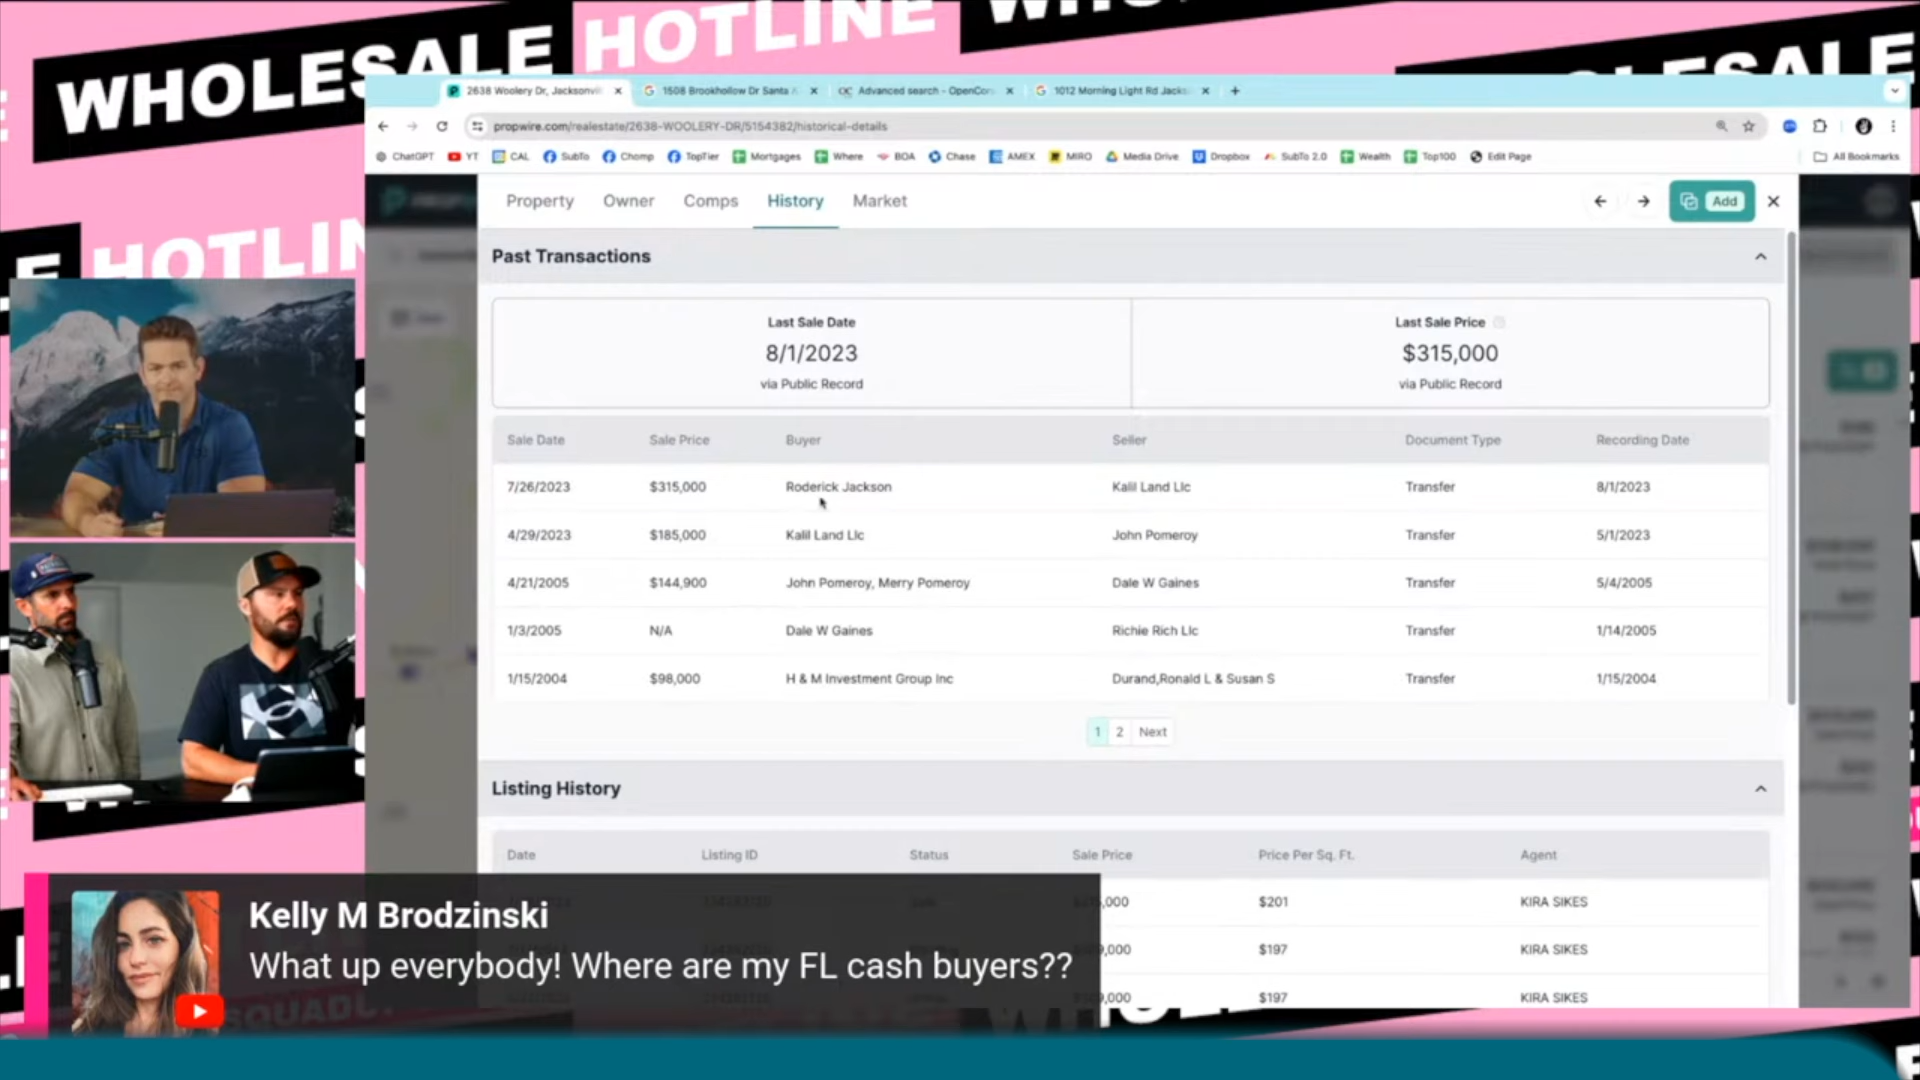 WHOLESALE HOTLINE
HOTLINE
2638 Woolery Dr, Jacksonvil
1508 Brookhollow Dr Santa
Advanced search - OpenCor
1012 Morning Light Rd Jacks
propwire.com/realestate/2638-WOOLERY-DR/5154382/historical-details
ChatGPT YT CAL SubTo Chomp TopTier Mortgages Where BOA Chase AMEX MIRO Media Drive Dropbox SubTo 2.0 Wealth Top100 Edit Page All Bookmarks
Property Owner Comps History Market Add
Past Transactions
Last Sale Date Last Sale Price
8/1/2023 $315,000
via Public Record via Public Record
Sale Date Sale Price Buyer Seller Document Type Recording Date
7/26/2023 $315,000 Roderick Jackson Kalil Land Llc Transfer 8/1/2023
4/29/2023 $185,000 Kalil Land Llc John Pomeroy Transfer 5/1/2023
4/21/2005 $144,900 John Pomeroy, Merry Pomeroy Dale W Gaines Transfer 5/4/2005
1/3/2005 N/A Dale W Gaines Richie Rich Llc Transfer 1/14/2005
1/15/2004 $98,000 H & M Investment Group Inc Durand,Ronald L & Susan S Transfer 1/15/2004
1 2 Next
Listing History
Date Listing ID Status Sale Price Price Per Sq. Ft. Agent
,000 $201 KIRA SIKES
,000 $197 KIRA SIKES
,000 $197 KIRA SIKES
Kelly M Brodzinski
What up everybody! Where are my FL cash buyers??